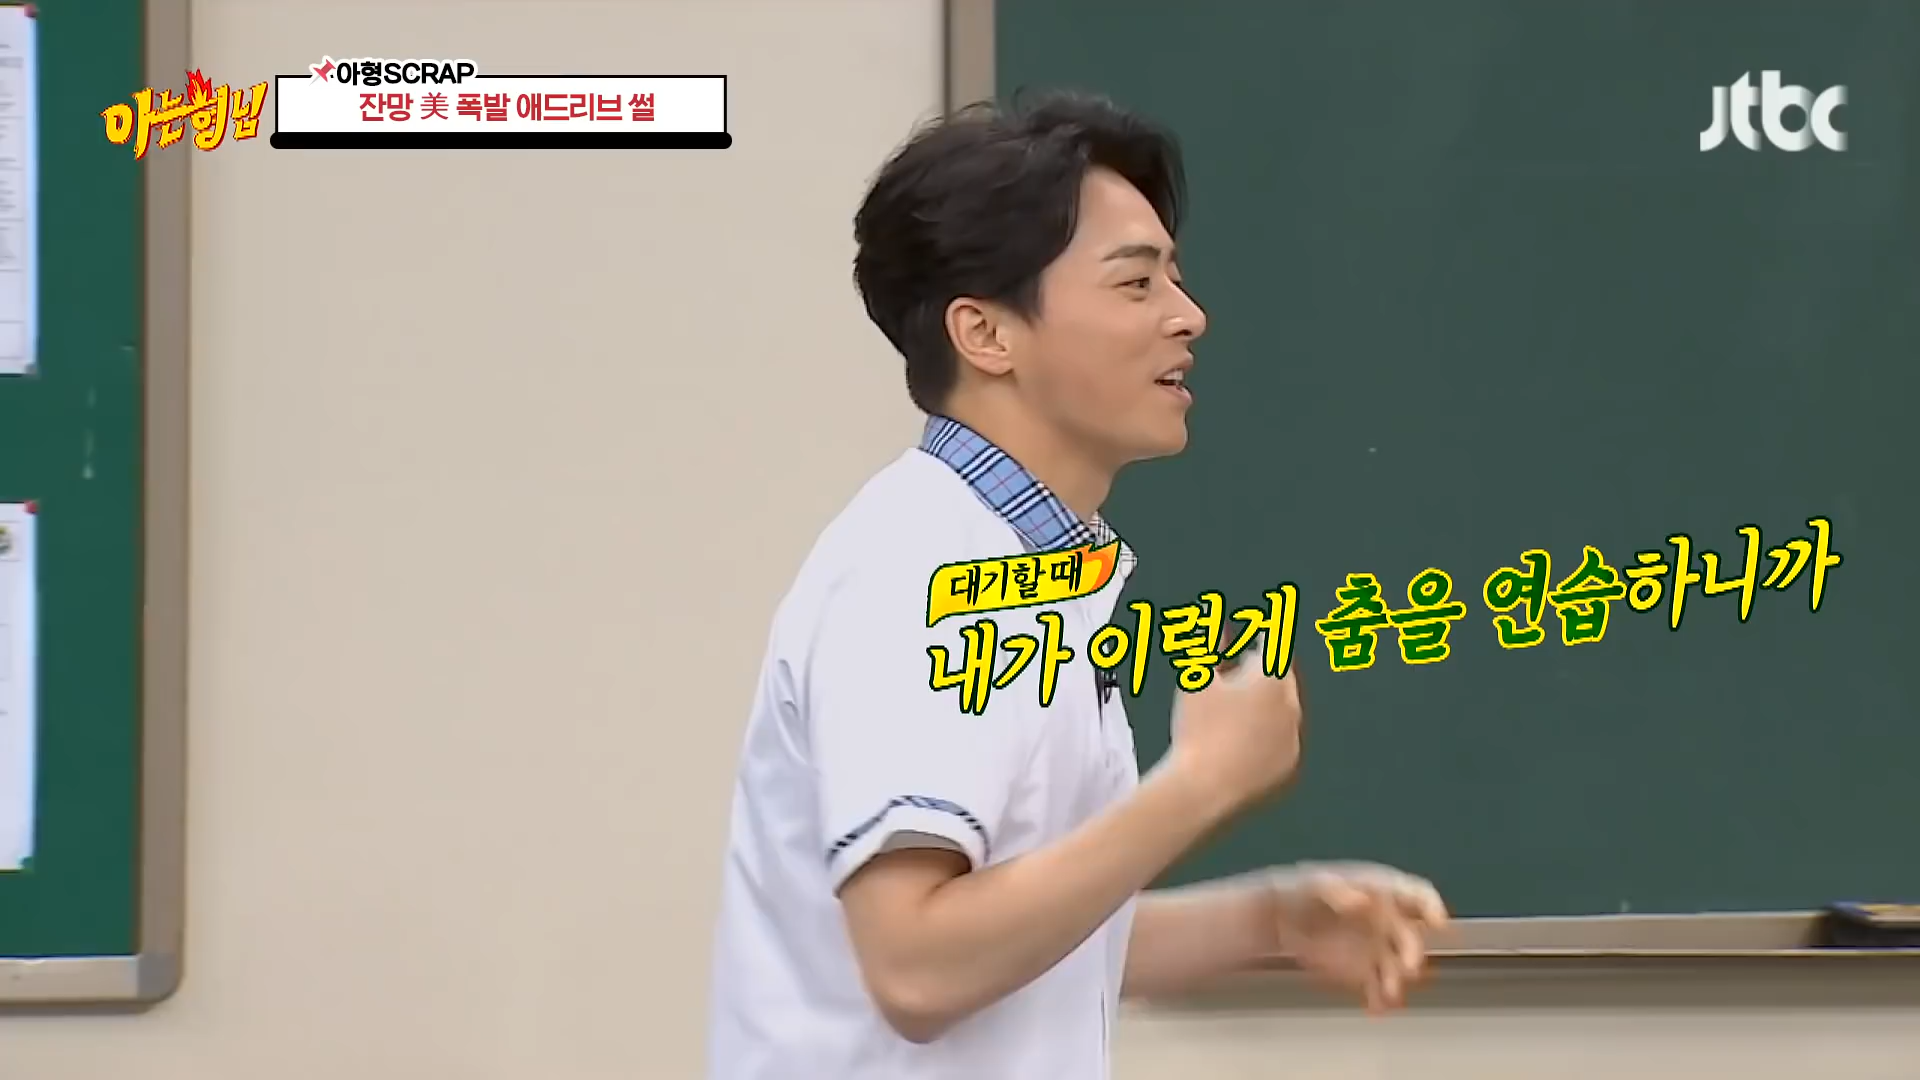 아는형님
아형SCRAP
잔망 美 폭발 애드리브 썰
jtbc
대기할 때
내가 이렇게 춤을 연습하니까